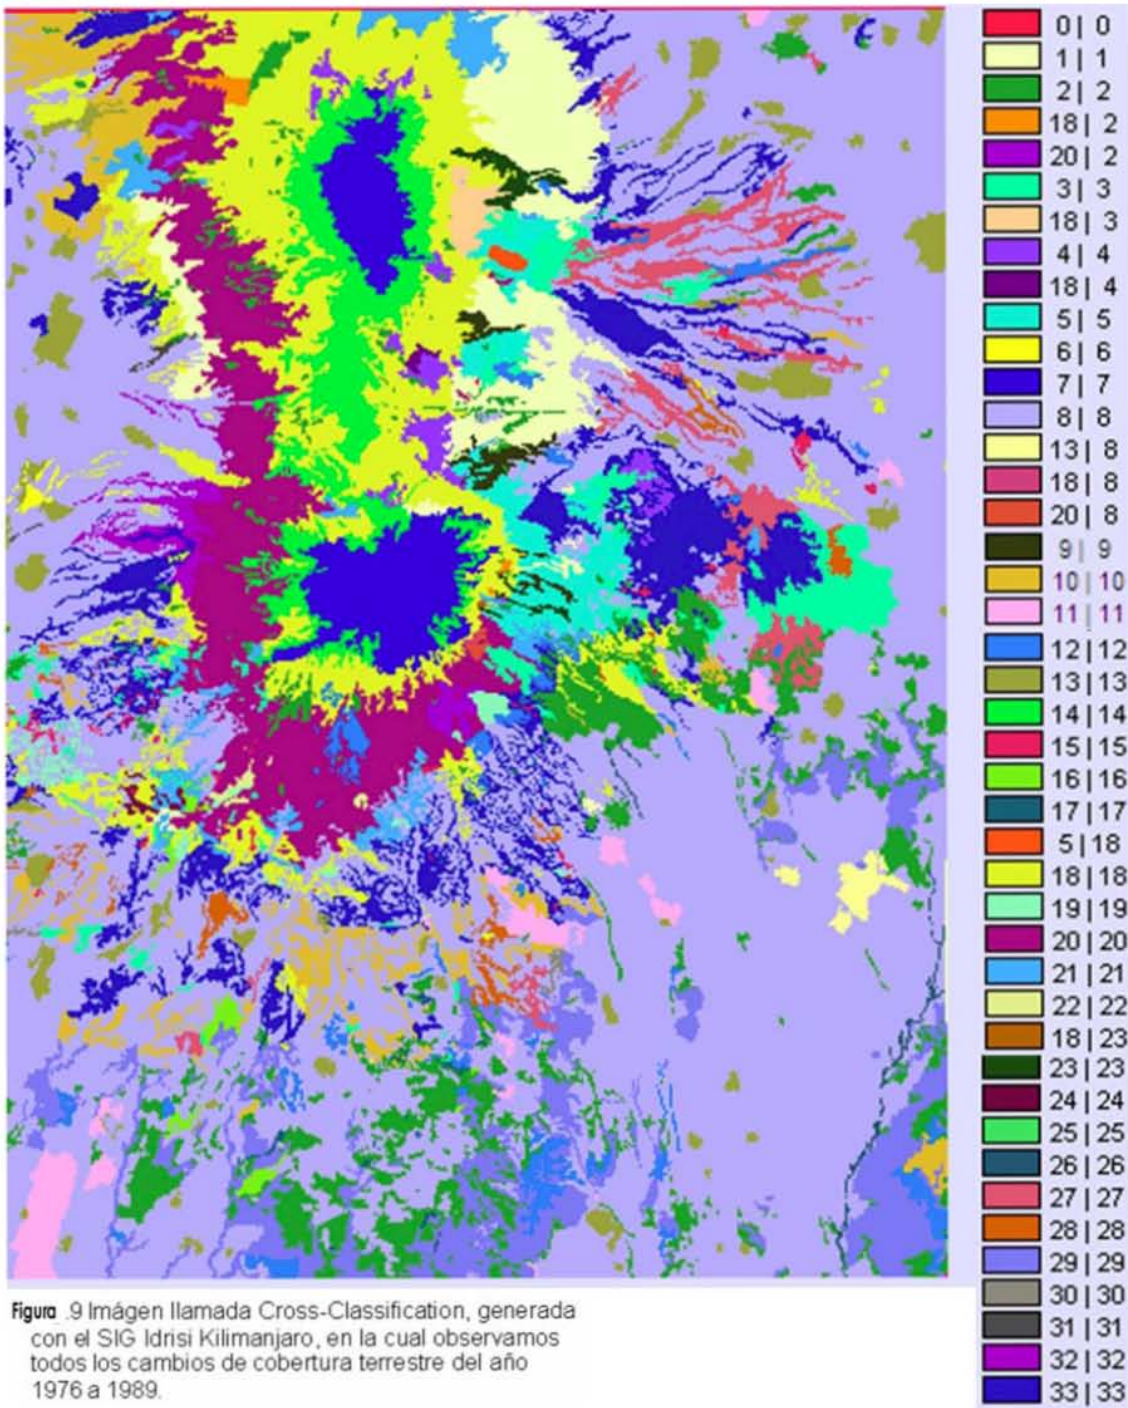 0 | 0
1 | 1
2 | 2
18 | 2
20 | 2
3 | 3
18 | 3
4 | 4
18 | 4
5 | 5
6 | 6
7 | 7
8 | 8
13 | 8
18 | 8
20 | 8
9 | 9
10 | 10
11 | 11
12 | 12
13 | 13
14 | 14
15 | 15
16 | 16
17 | 17
5 | 18
18 | 18
19 | 19
20 | 20
21 | 21
22 | 22
18 | 23
23 | 23
24 | 24
25 | 25
26 | 26
27 | 27
28 | 28
29 | 29
30 | 30
31 | 31
32 | 32
33 | 33
Figura .9 Imágen llamada Cross-Classification, generada
con el SIG Idrisi Kilimanjaro, en la cual observamos
todos los cambios de cobertura terrestre del año
1976 a 1989.